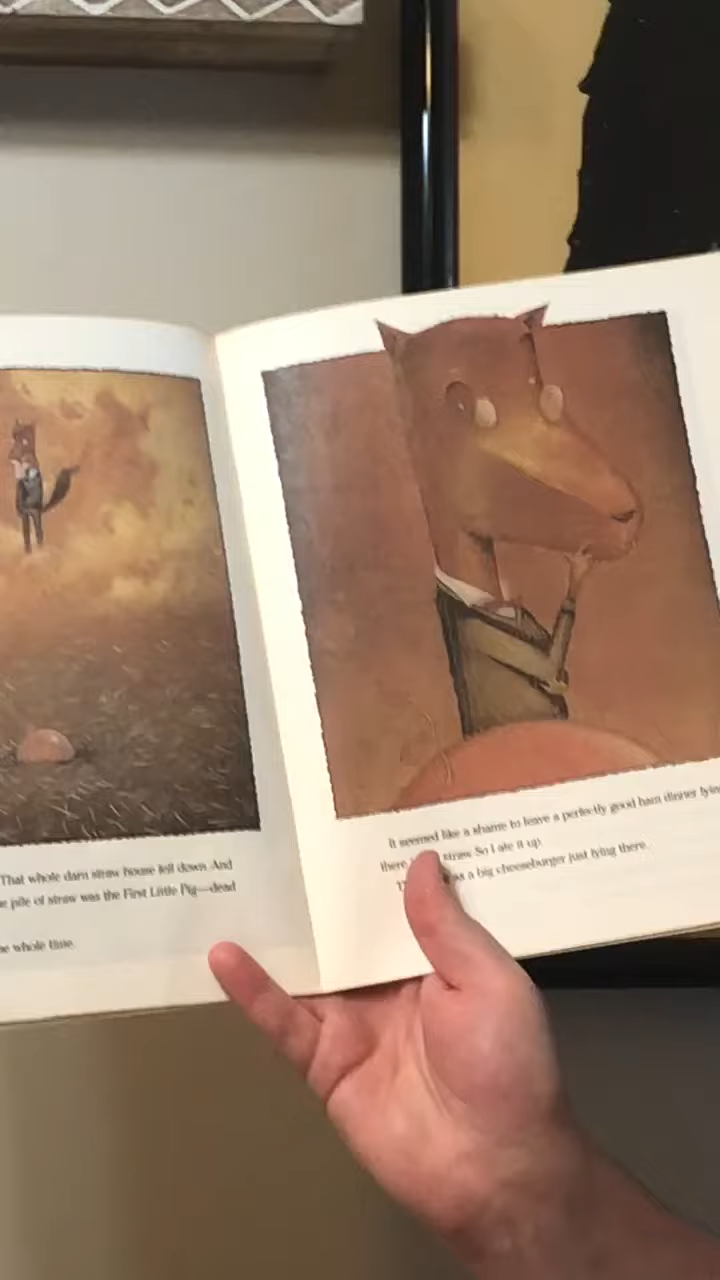 That whole darn straw house fell down. And
e pile of straw was the First Little Pig—dead
e whole time.
It seemed like a shame to leave a perfectly good ham dinner lying
there straw. So I ate it up.
as a big cheeseburger just lying there.